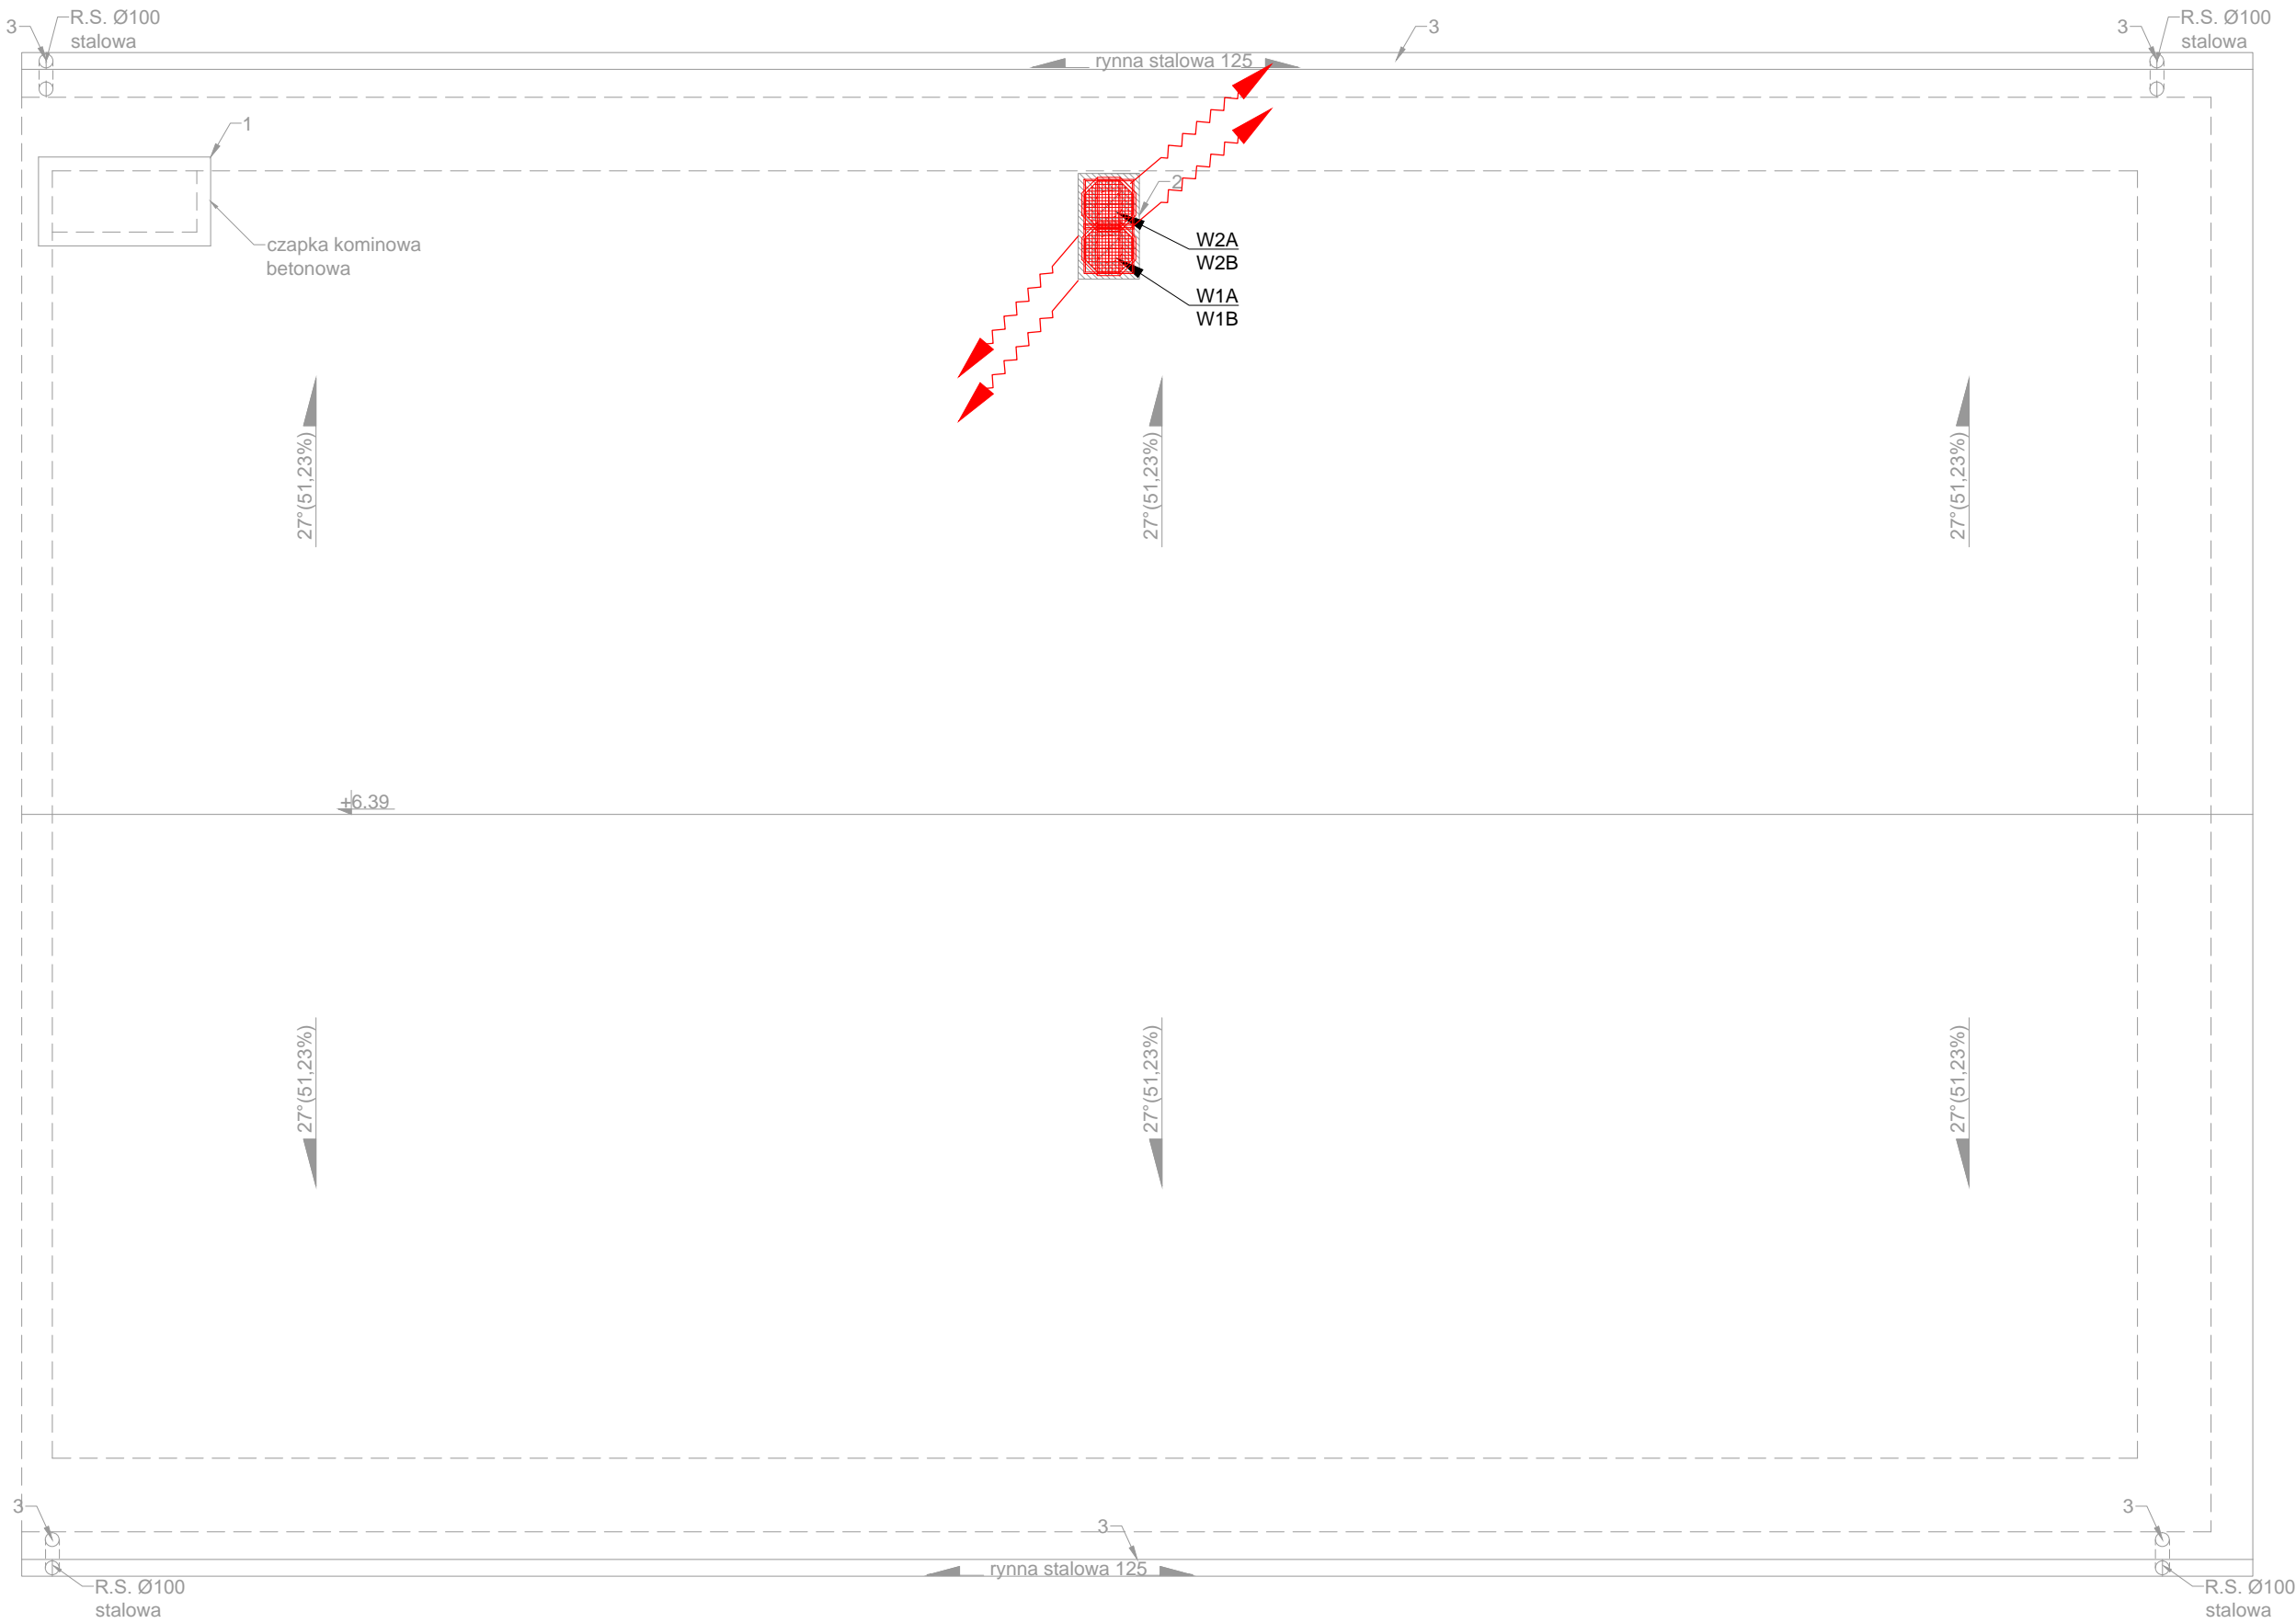 3
R.S. Ø100
stalowa
3
3
R.S. Ø100
stalowa
rynna stalowa 125
1
2
czapka kominowa
betonowa
W2A
W2B
W1A
W1B
27°(51,23%)
27°(51,23%)
27°(51,23%)
+6.39
27°(51,23%)
27°(51,23%)
27°(51,23%)
3
3
3
rynna stalowa 125
R.S. Ø100
stalowa
R.S. Ø100
stalowa